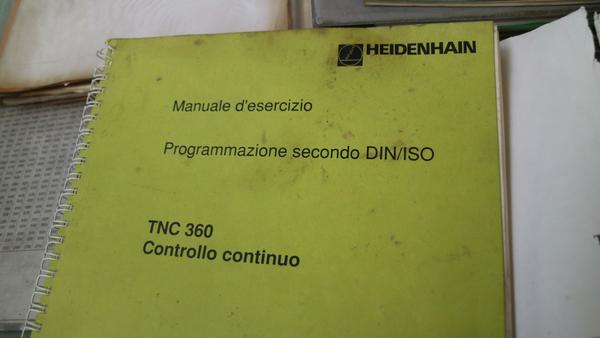 HEIDENHAIN
Manuale d'esercizio
Programmazione secondo DIN/ISO
TNC 360
Controllo continuo